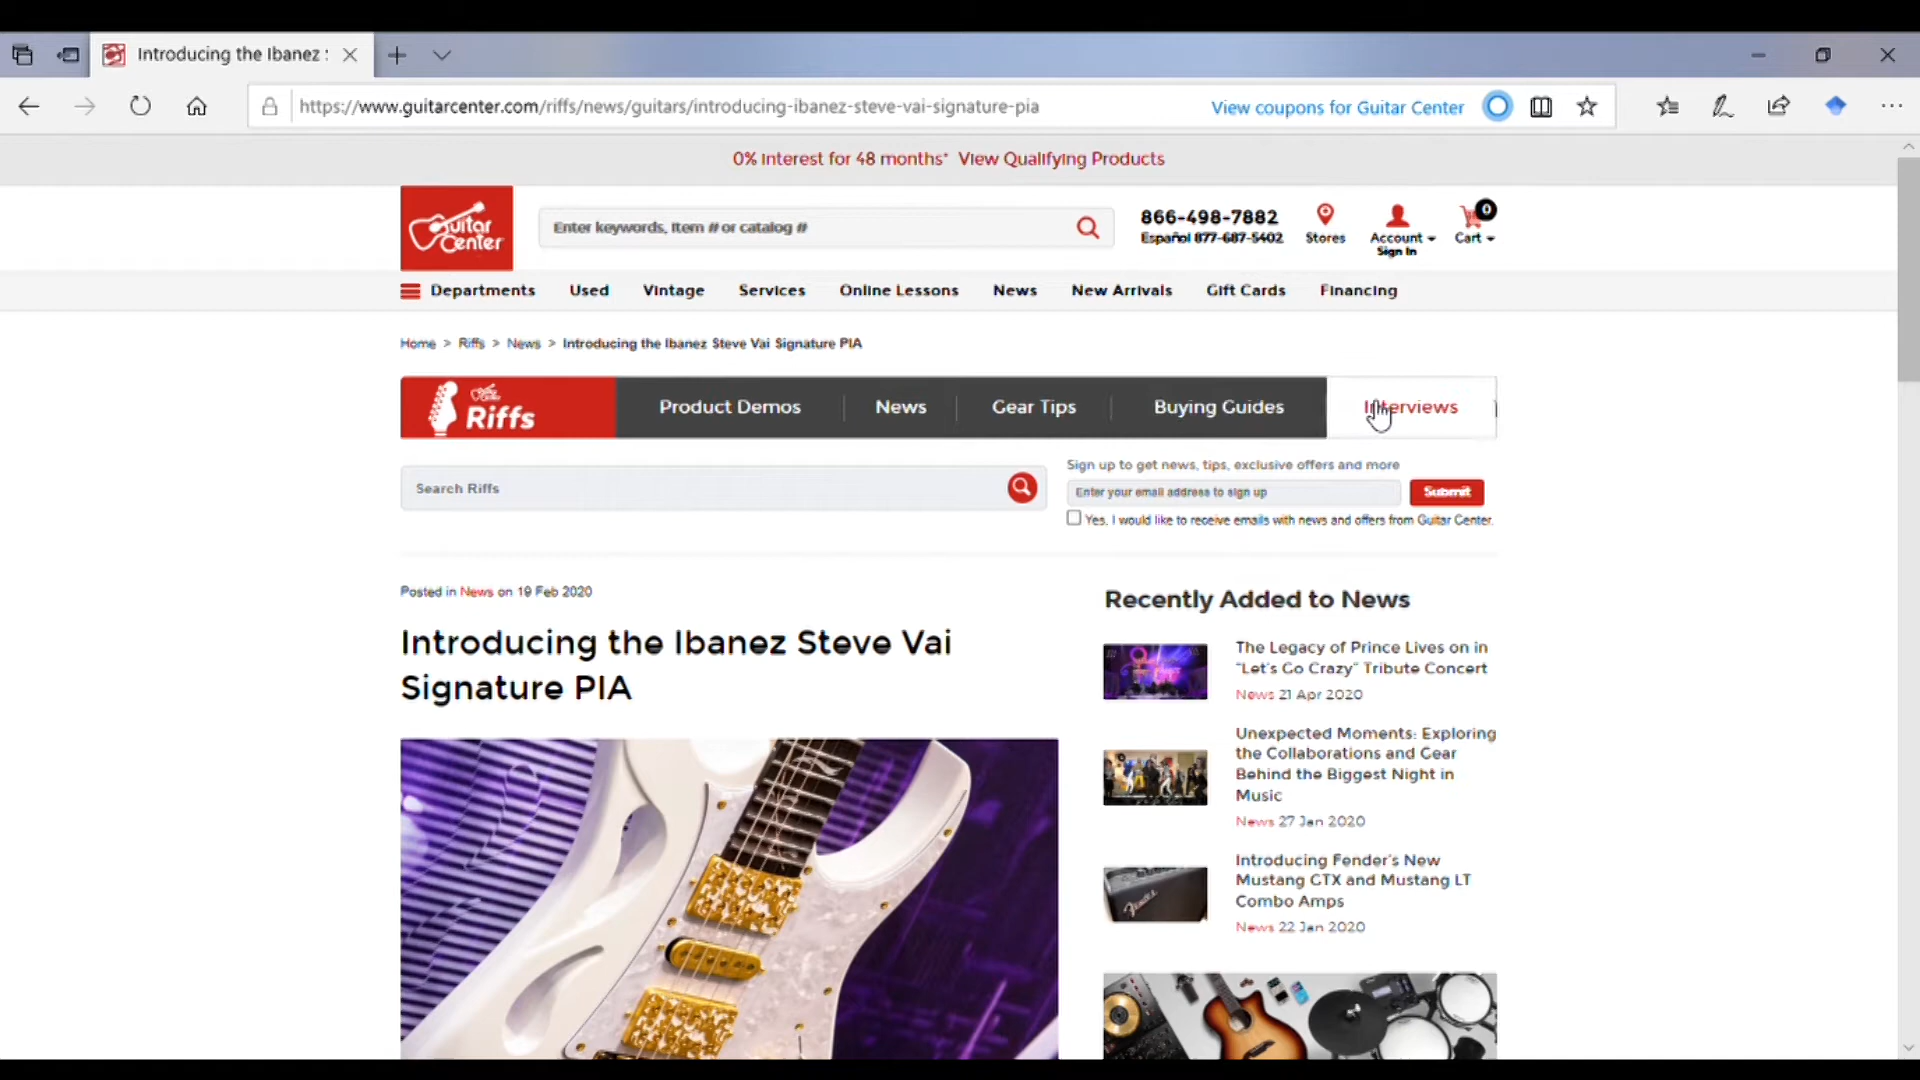 Introducing the Ibanez :
https://www.guitarcenter.com/riffs/news/guitars/introducing-ibanez-steve-vai-signature-pia
View coupons for Guitar Center
0% interest for 48 months* View Qualifying Products
Guitar Center
Enter keywords, item # or catalog #
866-498-7882
Español 877-687-5402
Stores
Account
Sign In
0
Cart
Departments
Used
Vintage
Services
Online Lessons
News
New Arrivals
Gift Cards
Financing
Home > Riffs > News > Introducing the Ibanez Steve Vai Signature PIA
Guitar Center
Riffs
Product Demos
News
Gear Tips
Buying Guides
Interviews
Search Riffs
Sign up to get news, tips, exclusive offers and more
Enter your email address to sign up
Submit
Yes, I would like to receive emails with news and offers from Guitar Center.
Posted in News on 19 Feb 2020
Introducing the Ibanez Steve Vai
Signature PIA
Recently Added to News
The Legacy of Prince Lives on in
"Let's Go Crazy" Tribute Concert
News 21 Apr 2020
Unexpected Moments: Exploring
the Collaborations and Gear
Behind the Biggest Night in
Music
News 27 Jan 2020
Introducing Fender's New
Mustang GTX and Mustang LT
Combo Amps
News 22 Jan 2020
Fender